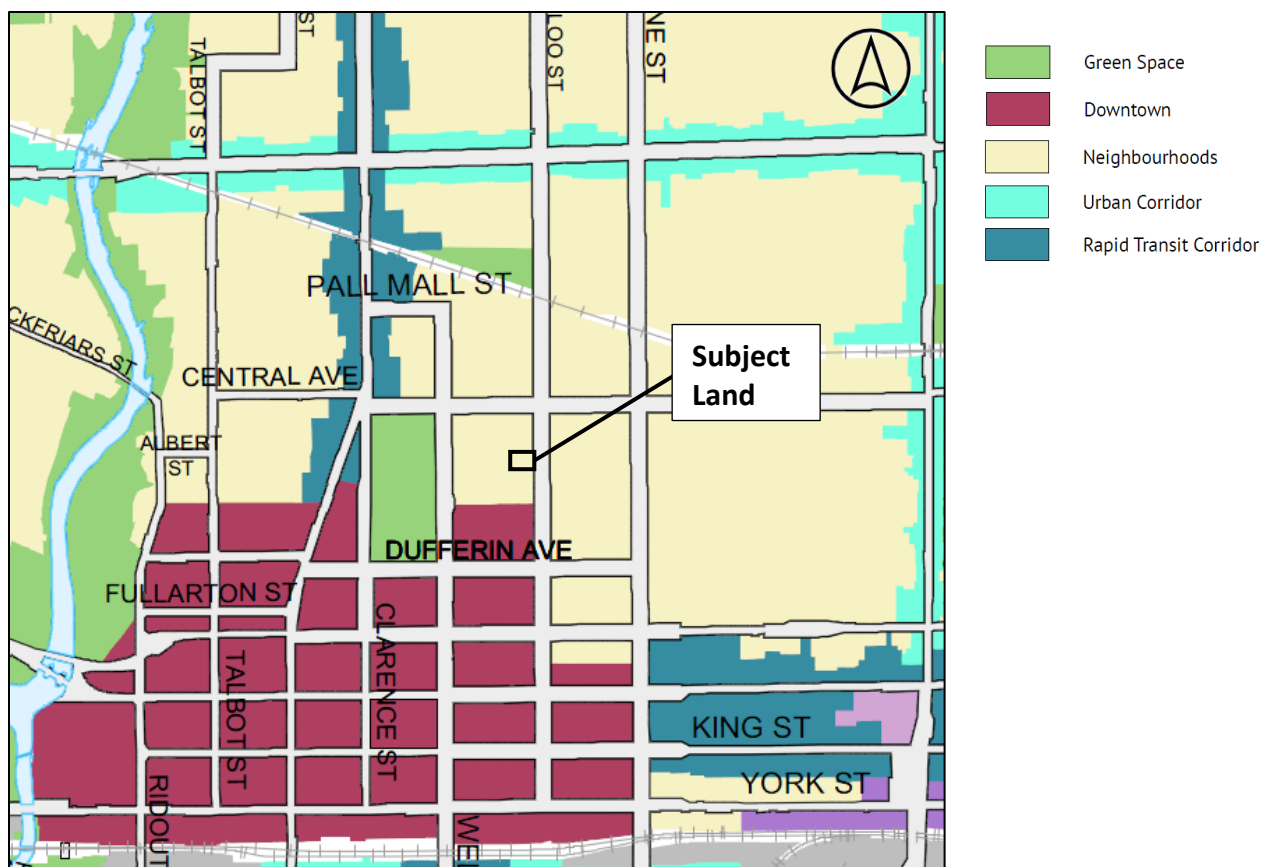 ST
TALBOT ST
LOO ST
NE ST
PALL MALL ST
CKFRIARS ST
CENTRAL AVE
Subject
Land
ALBERT
ST
DUFFERIN AVE
FULLARTON ST
CLARENCE ST
TALBOT ST
KING ST
YORK ST
RIDOUT
WEL
Green Space
Downtown
Neighbourhoods
Urban Corridor
Rapid Transit Corridor